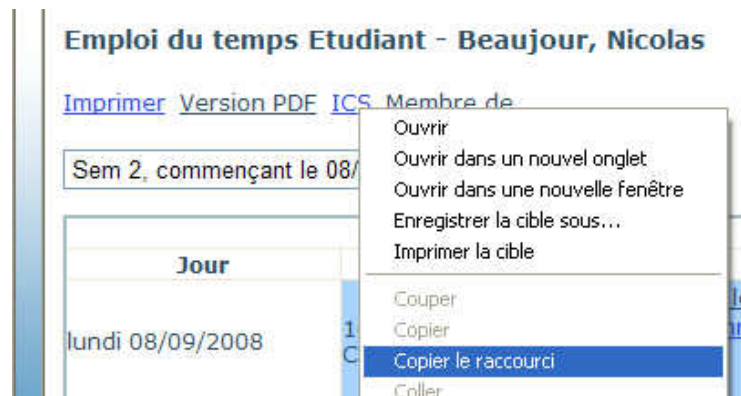 Emploi du temps Etudiant - Beaujour, Nicolas
Imprimer Version PDF ICS Membre de
Sem 2, commençant le 08/
Jour
lundi 08/09/2008
Ouvrir
Ouvrir dans un nouvel onglet
Ouvrir dans une nouvelle fenêtre
Enregistrer la cible sous...
Imprimer la cible
Couper
Copier
Copier le raccourci
Coller